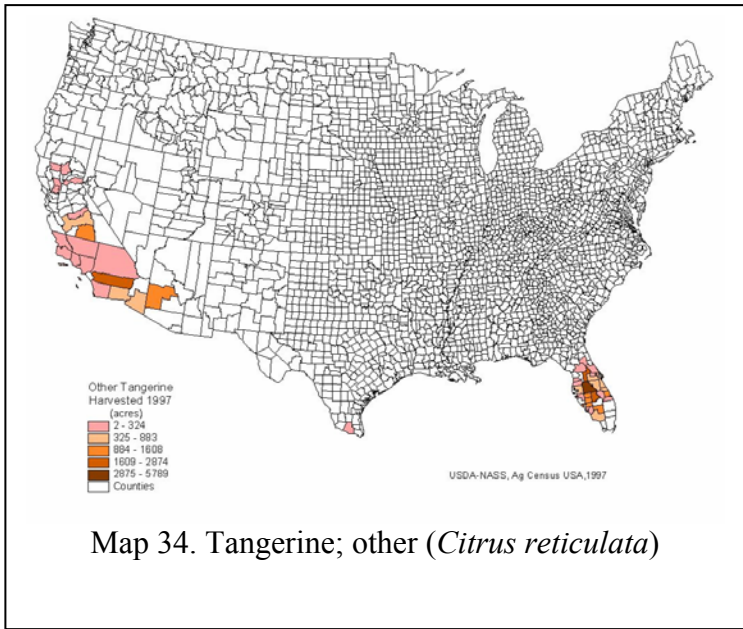 Other Tangerine
Harvested 1997
(acres)
2 - 324
325 - 883
884 - 1608
1609 - 2874
2875 - 5789
Counties
USDA-NASS, Ag Census USA,1997
Map 34. Tangerine; other (Citrus reticulata)